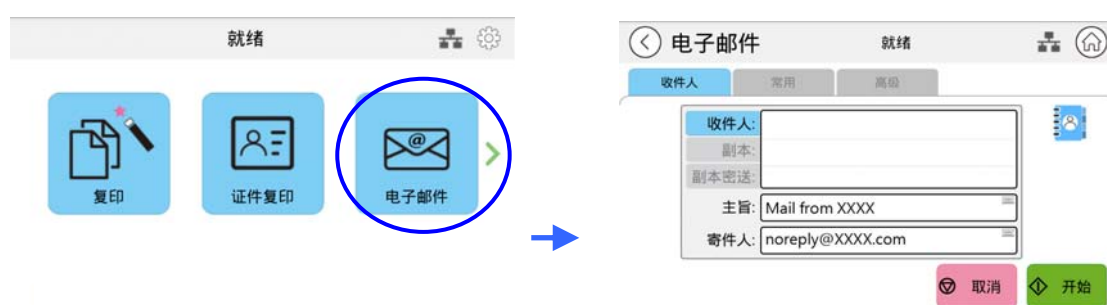 就绪
复印
证件复印
@
电子邮件
电子邮件
就绪
收件人
常用
高级
收件人:
副本:
副本密送:
主旨: Mail from XXXX
寄件人: noreply@XXXX.com
取消
开始